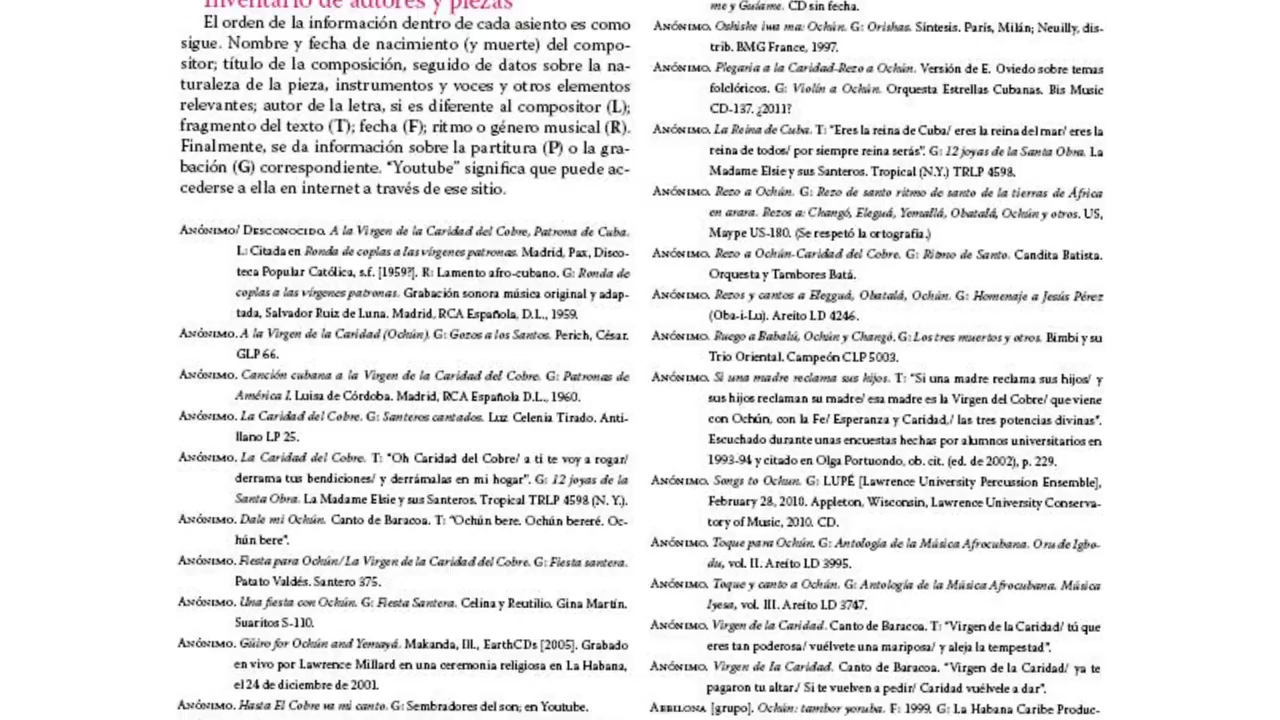 Inventario de autores y piezas
El orden de la información dentro de cada asiento es como
sigue. Nombre y fecha de nacimiento (y muerte) del compo-
sitor; título de la composición, seguido de datos sobre la na-
turaleza de la pieza, instrumentos y voces y otros elementos
relevantes; autor de la letra, si es diferente al compositor (L);
fragmento del texto (T); fecha (F); ritmo o género musical (R).
Finalmente, se da información sobre la partitura (P) o la gra-
bación (G) correspondiente. “Youtube” significa que puede ac-
cederse a ella en internet a través de ese sitio.
Anónimo/ Desconocido. A la Virgen de la Caridad del Cobre, Patrona de Cuba.
L: Citada en Ronda de coplas a las vírgenes patronas. Madrid, Pax, Disco-
teca Popular Católica, s.f. [1959?]. R: Lamento afro-cubano. G: Ronda de
coplas a las vírgenes patronas. Grabación sonora música original y adap-
tada, Salvador Ruiz de Luna. Madrid, RCA Española, D.L., 1959.
Anónimo. A la Virgen de la Caridad (Ochún). G: Gozos a los Santos. Perich, César.
GLP 66.
Anónimo. Canción cubana a la Virgen de la Caridad del Cobre. G: Patronas de
América I. Luisa de Córdoba. Madrid, RCA Española D.L., 1960.
Anónimo. La Caridad del Cobre. G: Santeros cantados. Luz Celenia Tirado. Anti-
llano LP 25.
Anónimo. La Caridad del Cobre. T: “Oh Caridad del Cobre/ a ti te voy a rogar/
derrama tus bendiciones/ y derrámalas en mi hogar”. G: 12 joyas de la
Santa Obra. La Madame Elsie y sus Santeros. Tropical TRLP 4598 (N. Y.).
Anónimo. Dale mi Ochún. Canto de Baracoa. T: “Ochún bere. Ochún bereré. Oc-
hún bere”.
Anónimo. Fiesta para Ochún/La Virgen de la Caridad del Cobre. G: Fiesta santera.
Patato Valdés. Santero 375.
Anónimo. Una fiesta con Ochún. G: Fiesta Santera. Celina y Reutilio. Gina Martín.
Suaritos S-110.
Anónimo. Güiro for Ochún and Yemayá. Makanda, Ill., EarthCDs [2005]. Grabado
en vivo por Lawrence Millard en una ceremonia religiosa en La Habana,
el 24 de diciembre de 2001.
Anónimo. Hasta El Cobre va mi canto. G: Sembradores del son; en Youtube.
me y Guíame. CD sin fecha.
Anónimo. Oshiske iwa ma: Ochún. G: Orishas. Síntesis. París, Milán; Neuilly, dis-
trib. BMG France, 1997.
Anónimo. Plegaria a la Caridad-Rezo a Ochún. Versión de E. Oviedo sobre temas
folclóricos. G: Violín a Ochún. Orquesta Estrellas Cubanas. Bis Music
CD-137. ¿2011?
Anónimo. La Reina de Cuba. T: “Eres la reina de Cuba/ eres la reina del mar/ eres la
reina de todos/ por siempre reina serás”. G: 12 joyas de la Santa Obra. La
Madame Elsie y sus Santeros. Tropical (N.Y.) TRLP 4598.
Anónimo. Rezo a Ochún. G: Rezo de santo ritmo de santo de la tierras de África
en arara. Rezos a: Changó, Eleguá, Yemallá, Obatalá, Ochún y otros. US,
Maype US-180. (Se respetó la ortografía.)
Anónimo. Rezo a Ochún-Caridad del Cobre. G: Ritmo de Santo. Candita Batista.
Orquesta y Tambores Batá.
Anónimo. Rezos y cantos a Eleggué, Obatalá, Ochún. G: Homenaje a Jesús Pérez
(Oba-i-Lu). Areito LD 4246.
Anónimo. Ruego a Babalú, Ochún y Changó. G: Los tres muertos y otros. Bimbi y su
Trío Oriental. Campeón CLP 5003.
Anónimo. Si una madre reclama sus hijos. T: “Si una madre reclama sus hijos/ y
sus hijos reclaman su madre/ esa madre es la Virgen del Cobre/ que viene
con Ochún, con la Fe/ Esperanza y Caridad,/ las tres potencias divinas”.
Escuchado durante unas encuestas hechas por alumnos universitarios en
1993-94 y citado en Olga Portuondo, ob. cit. (ed. de 2002), p. 229.
Anónimo. Songs to Ochun. G: LUPÉ [Lawrence University Percussion Ensemble],
February 28, 2010. Appleton, Wisconsin, Lawrence University Conserva-
tory of Music, 2010. CD.
Anónimo. Toque para Ochún. G: Antología de la Música Afrocubana. Oru de Igbo-
du, vol. II. Areito LD 3995.
Anónimo. Toque y canto a Ochún. G: Antología de la Música Afrocubana. Música
Iyesa, vol. III. Areito LD 3747.
Anónimo. Virgen de la Caridad. Canto de Baracoa. T: “Virgen de la Caridad/ tú que
eres tan poderosa/ vuélvete una mariposa/ y aleja la tempestad”.
Anónimo. Virgen de la Caridad. Canto de Baracoa. “Virgen de la Caridad/ ya te
pagaron tu altar./ Si te vuelven a pedir/ Caridad vuélvele a dar”.
Abbilona [grupo]. Ochún: tambor yoruba. F: 1999. G: La Habana Caribe Produc-